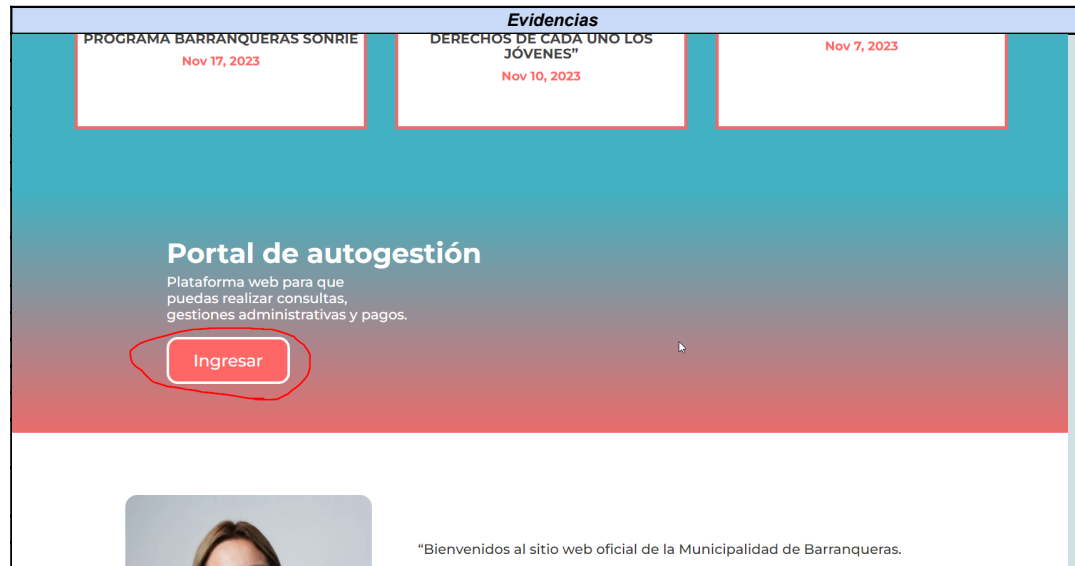 Evidencias
PROGRAMA BARRANQUERAS SONRIE
Nov 17, 2023
DERECHOS DE CADA UNO LOS
JÓVENES”
Nov 10, 2023
Nov 7, 2023
Portal de autogestión
Plataforma web para que
puedas realizar consultas,
gestiones administrativas y pagos.
Ingresar
“Bienvenidos al sitio web oficial de la Municipalidad de Barranqueras.